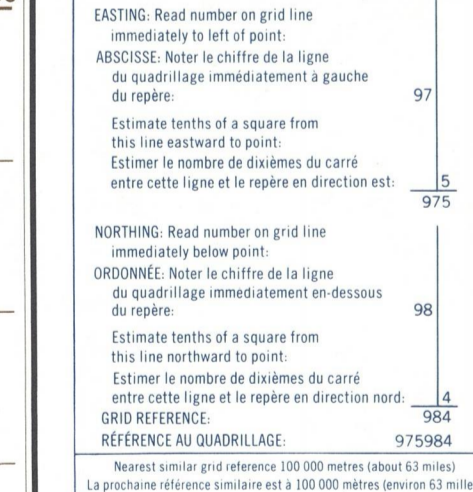 EASTING: Read number on grid line
immediately to left of point:
ABSCISSE: Noter le chiffre de la ligne
du quadrillage immédiatement à gauche
du repère: 97
Estimate tenths of a square from
this line eastward to point:
Estimer le nombre de dixièmes du carré
entre cette ligne et le repère en direction est: 5
975
NORTHING: Read number on grid line
immediately below point:
ORDONNÉE: Noter le chiffre de la ligne
du quadrillage immediatement en-dessous
du repère: 98
Estimate tenths of a square from
this line northward to point:
Estimer le nombre de dixièmes du carré
entre cette ligne et le repère en direction nord: 4
GRID REFERENCE: 984
RÉFÉRENCE AU QUADRILLAGE: 975984
Nearest similar grid reference 100 000 metres (about 63 miles)
La prochaine référence similaire est à 100 000 mètres (environ 63 mille